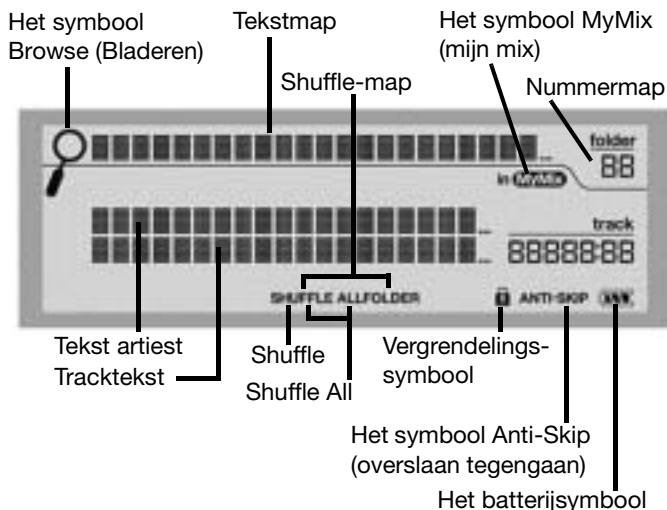 Het symbool
Browse (Bladeren)
Tekstmap
Het symbool MyMix
(mijn mix)
Shuffle-map
Nummermap
folder
88
in MyMix
track
88888:88
SHUFFLE ALLFOLDER
ANTI-SKIP
Tekst artiest
Tracktekst
Shuffle
Shuffle All
Vergrendelings-
symbool
Het symbool Anti-Skip
(overslaan tegengaan)
Het batterijsymbool